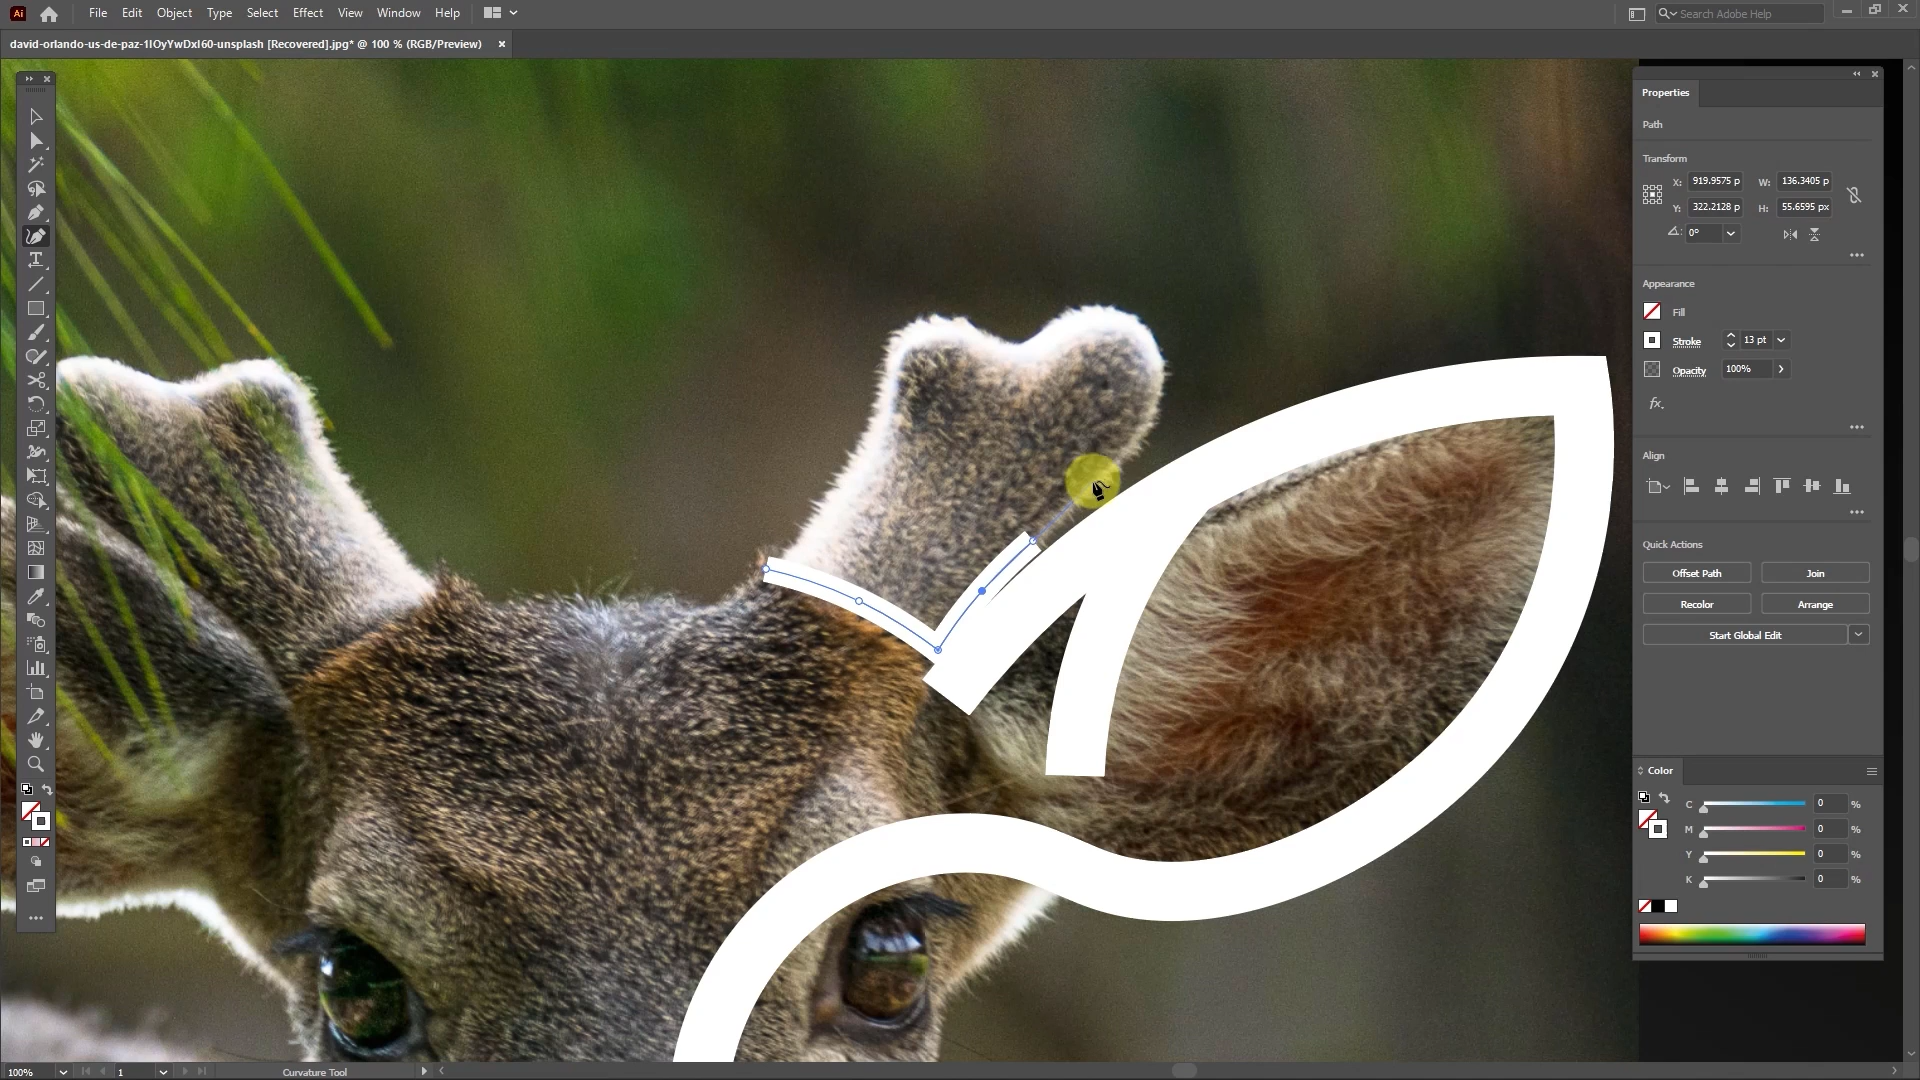 Ai File Edit Object Type Select Effect View Window Help Search Adobe Help
david-orlando-us-de-paz-1IOyYwDxI60-unsplash [Recovered].jpg* @ 100 % (RGB/Preview)
Properties
Path
Transform
X: 919.9575 p W: 136.3405 p
Y: 322.2128 p H: 55.6595 px
0°
Appearance
Fill
Stroke 13 pt
Opacity 100%
fx.
Align
Quick Actions
Offset Path Join
Recolor Arrange
Start Global Edit
Color
C 0 %
M 0 %
Y 0 %
K 0 %
100% 1 Curvature Tool